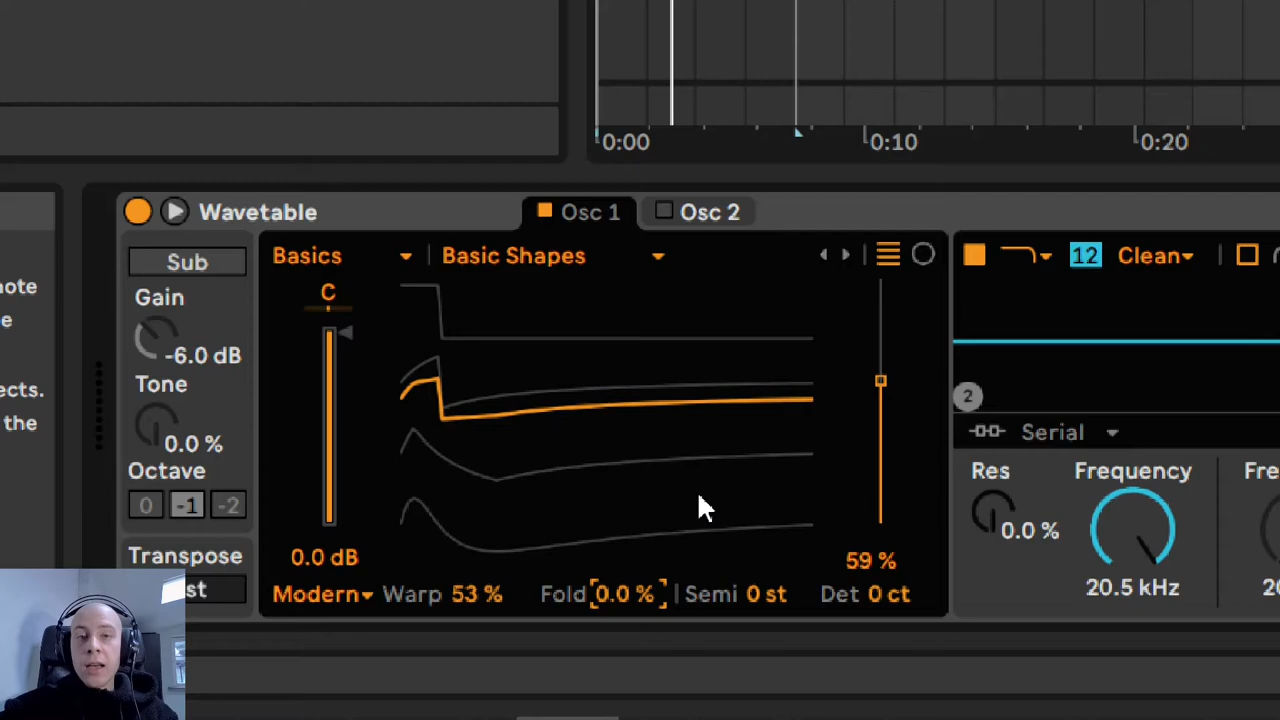 0:00 0:10 0:20
Wavetable Osc 1 Osc 2
note
Sub Basics Basic Shapes 12 Clean
Gain C
-6.0 dB
ects.
Tone 2
the
0.0 % Serial
Octave Res Frequency Fre
0 -1 -2
0.0 %
Transpose 0.0 dB 59 %
st Modern Warp 53 % Fold 0.0 % Semi 0 st Det 0 ct 20.5 kHz